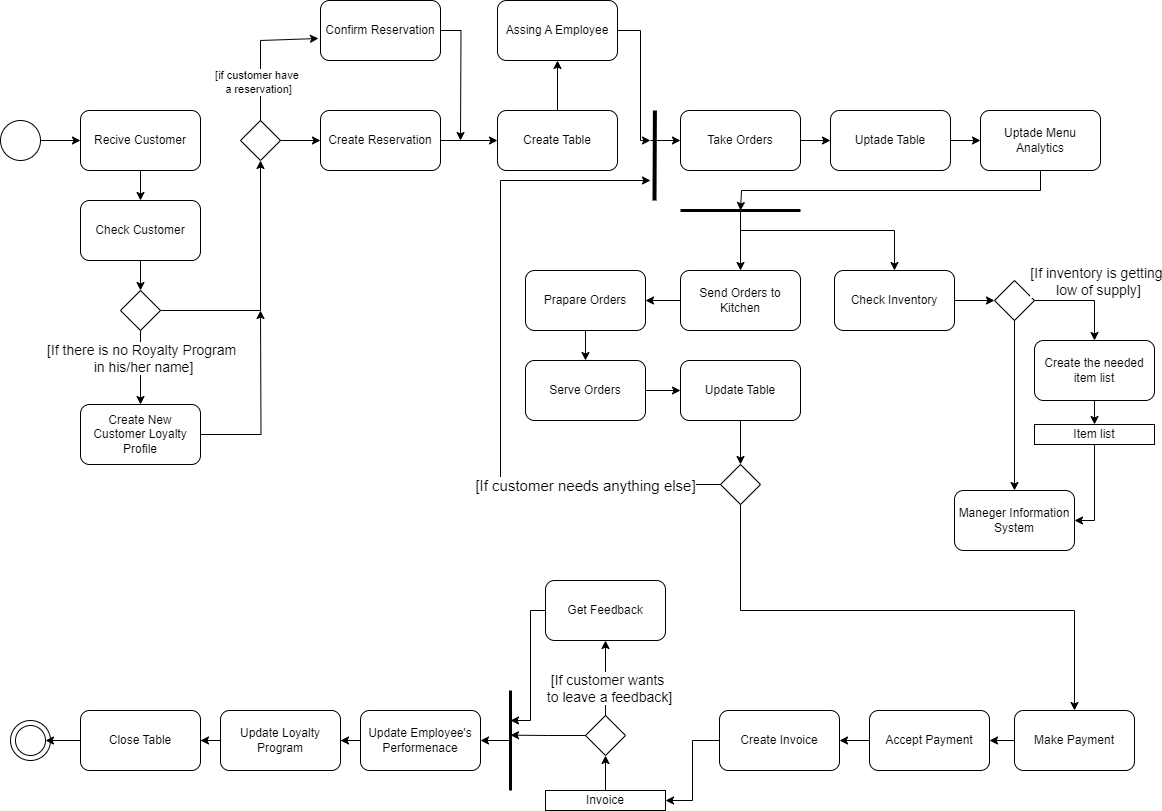 Confirm Reservation
Assing A Employee
[if customer have
a reservation]
Recive Customer
Create Reservation
Create Table
Take Orders
Uptade Table
Uptade Menu
Analytics
Check Customer
[If there is no Royalty Program
in his/her name]
Create New
Customer Loyalty
Profile
Prapare Orders
Send Orders to
Kitchen
Check Inventory
[If inventory is getting
low of supply]
Create the needed
item list
Item list
Serve Orders
Update Table
[If customer needs anything else]
Maneger Information
System
Get Feedback
[If customer wants
to leave a feedback]
Close Table
Update Loyalty
Program
Update Employee's
Performenace
Create Invoice
Accept Payment
Make Payment
Invoice